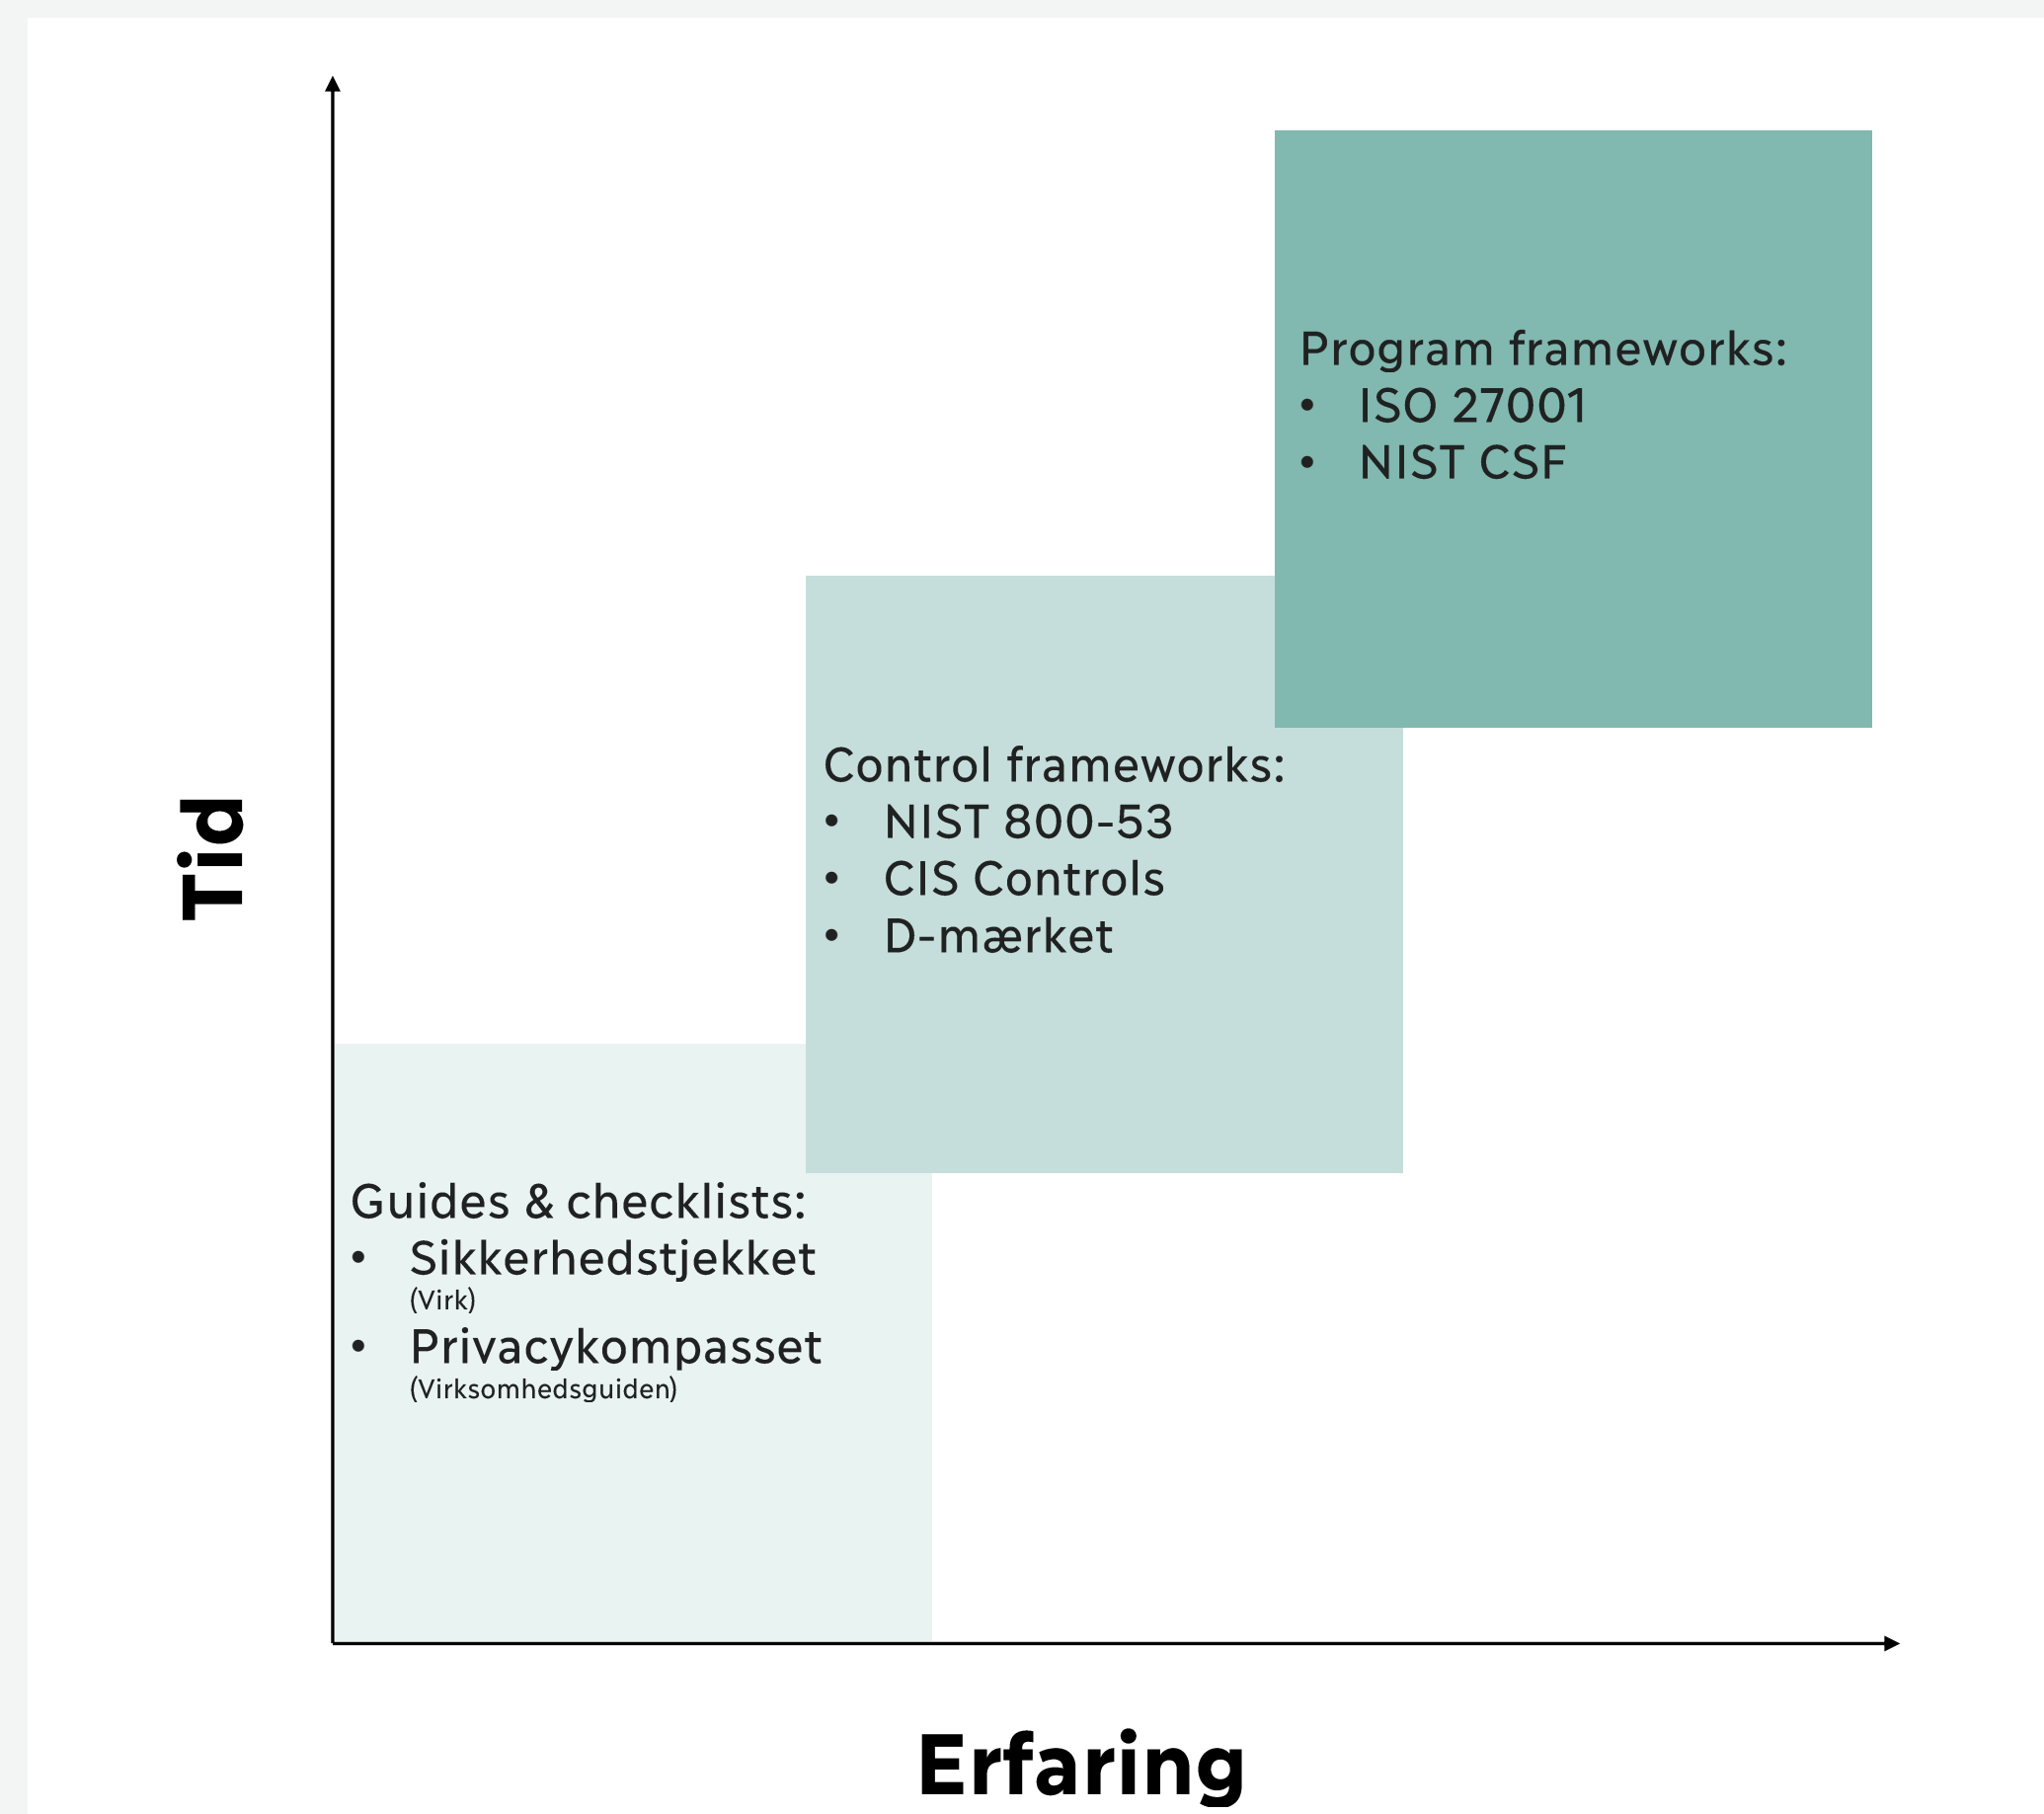 Tid
Program frameworks:
• ISO 27001
• NIST CSF
Control frameworks:
• NIST 800-53
• CIS Controls
• D-mærket
Guides & checklists:
• Sikkerhedstjekket
(Virk)
• Privacykompasset
(Virksomhedsguiden)
Erfaring